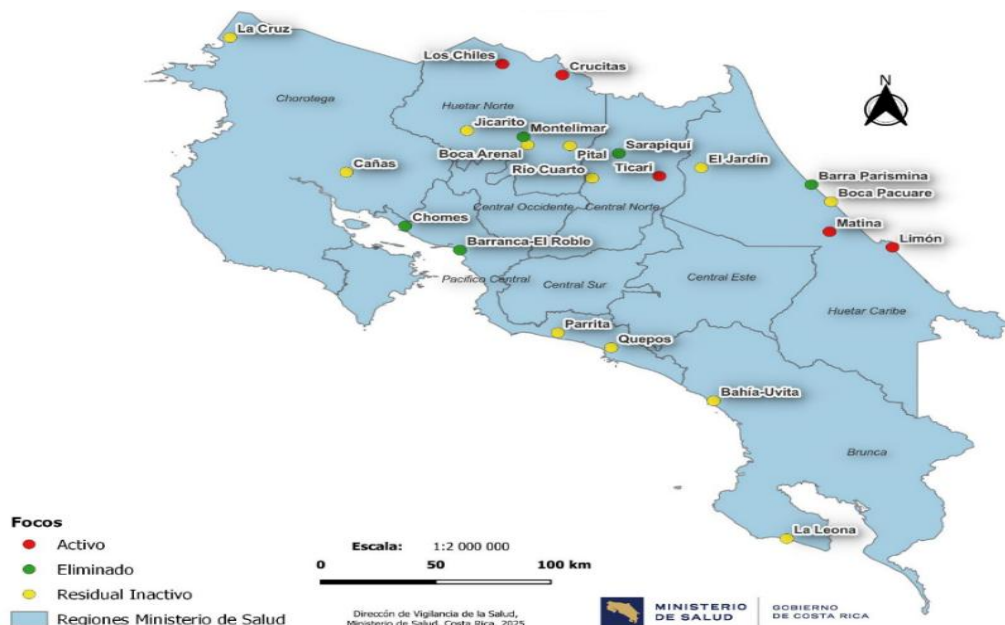 La Cruz
Los Chiles
Crucitas
N
Chorotega
Huetar Norte
Jicarito
Montelimar
Boca Arenal
Pital
Sarapiquí
Cañas
Río Cuarto
Ticari
El Jardín
Barra Parismina
Boca Pacuare
Central Occidente
Central Norte
Chomes
Matina
Limón
Barranca-El Roble
Pacífico Central
Central Sur
Central Este
Huetar Caribe
Parrita
Quepos
Bahía-Uvita
Brunca
La Leona
Focos
Activo
Eliminado
Residual Inactivo
Regiones Ministerio de Salud
Escala: 1:2 000 000
0 50 100 km
Direccón de Vigilancia de la Salud,
Ministerio de Salud, Costa Rica, 2025
MINISTERIO
DE SALUD
GOBIERNO
DE COSTA RICA